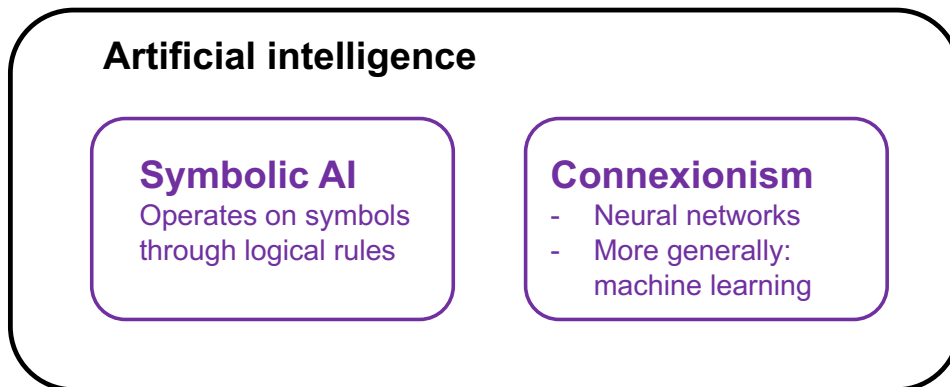 Artificial intelligence
Symbolic AI
Operates on symbols
through logical rules
Connexionism
- Neural networks
- More generally:
machine learning